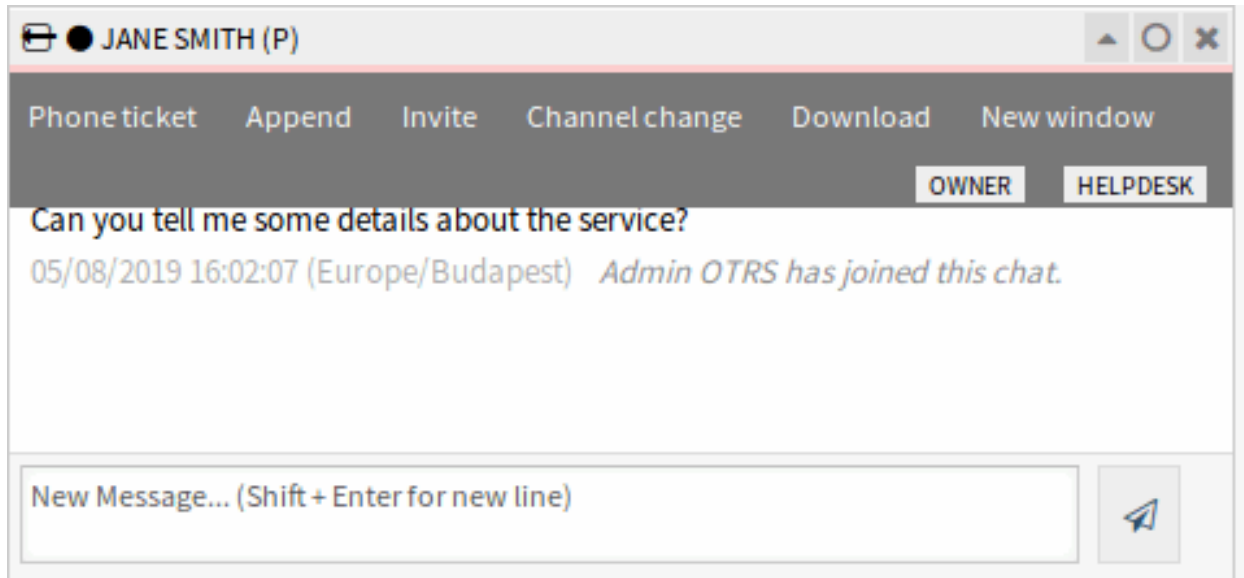 JANE SMITH (P)
Phone ticket Append Invite Channel change Download New window
OWNER HELPDESK
Can you tell me some details about the service?
05/08/2019 16:02:07 (Europe/Budapest) Admin OTRS has joined this chat.
New Message... (Shift + Enter for new line)